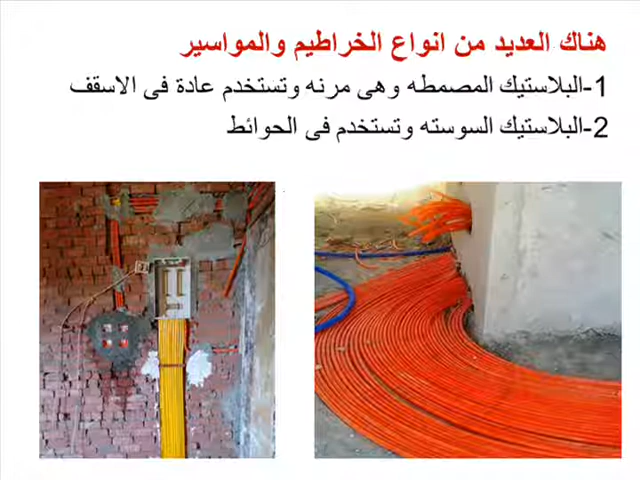 هناك العديد من انواع الخراطيم والمواسير
1-البلاستيك المصمطه وهى مرنه وتستخدم عادة فى الاسقف
2-البلاستيك السوسته وتستخدم فى الحوائط